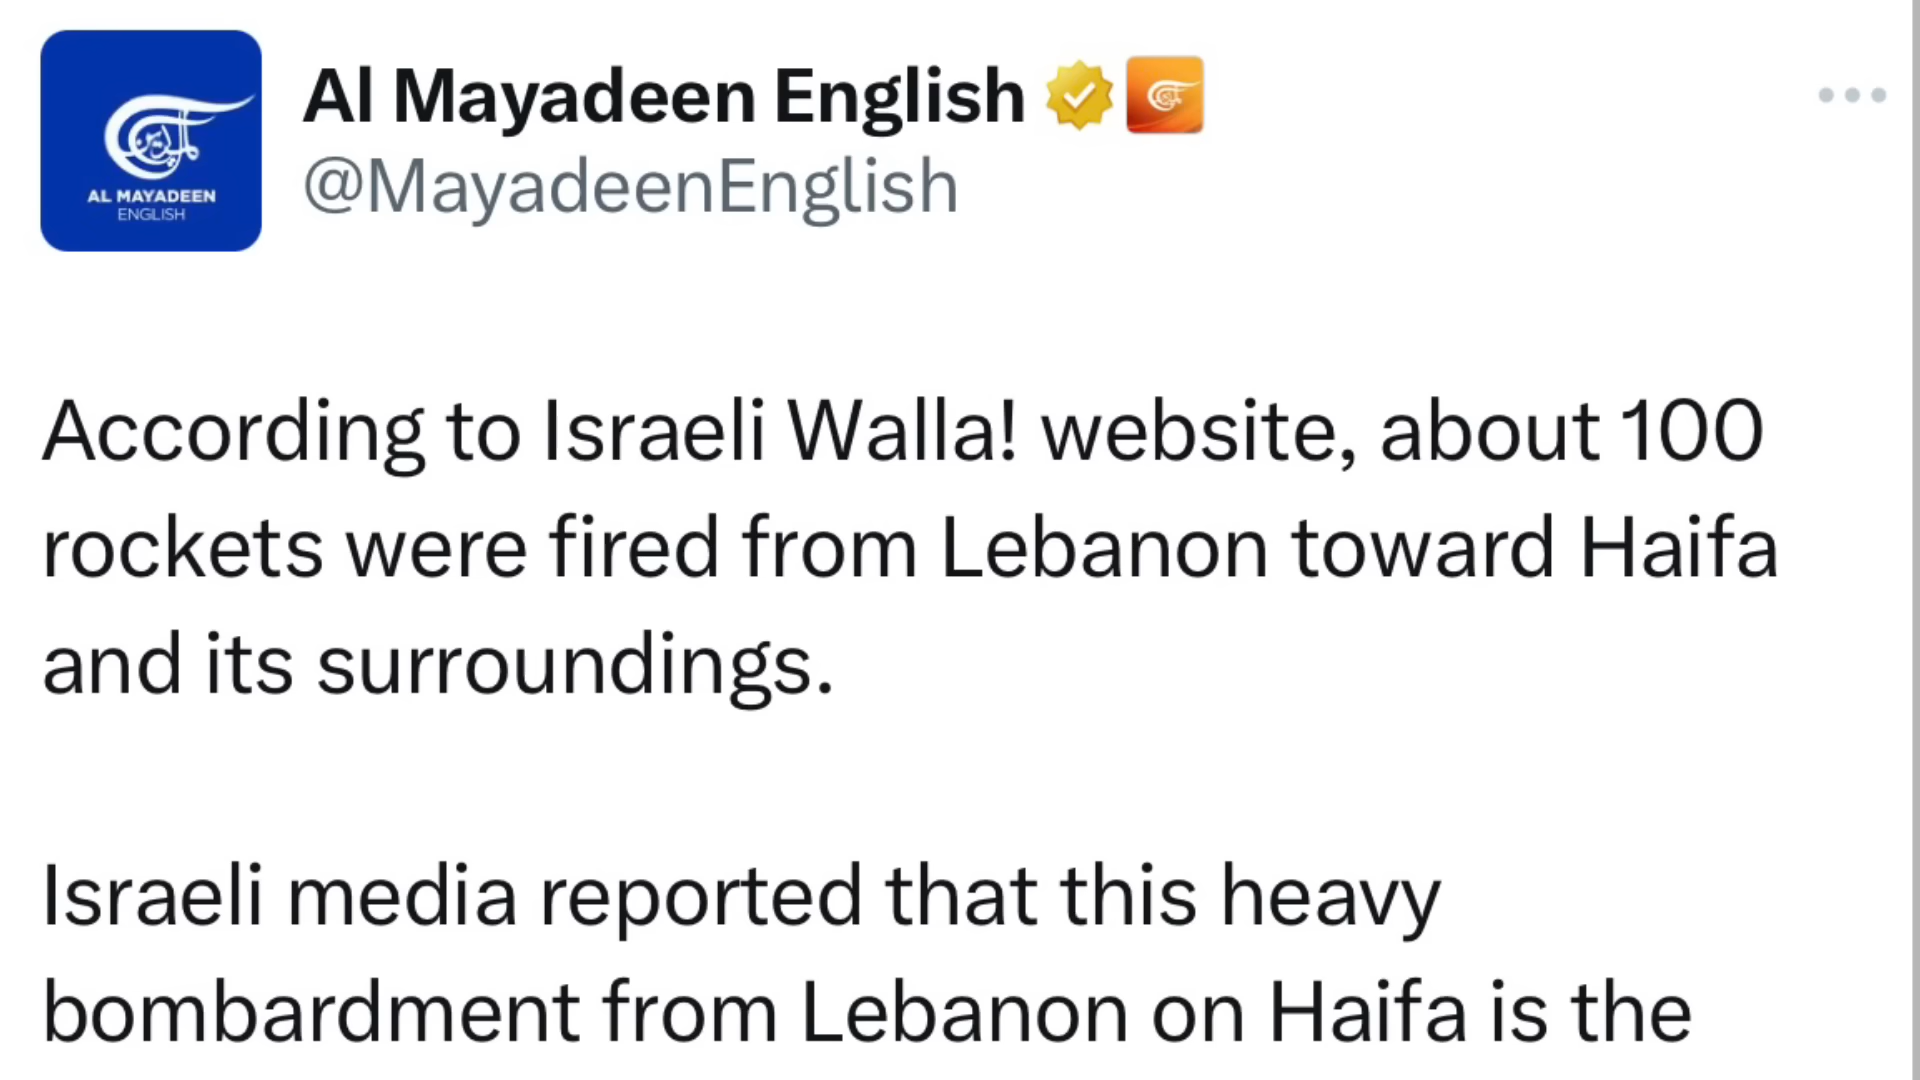 Al Mayadeen English
@MayadeenEnglish
المیادین
AL MAYADEEN
ENGLISH
According to Israeli Walla! website, about 100
rockets were fired from Lebanon toward Haifa
and its surroundings.
Israeli media reported that this heavy
bombardment from Lebanon on Haifa is the